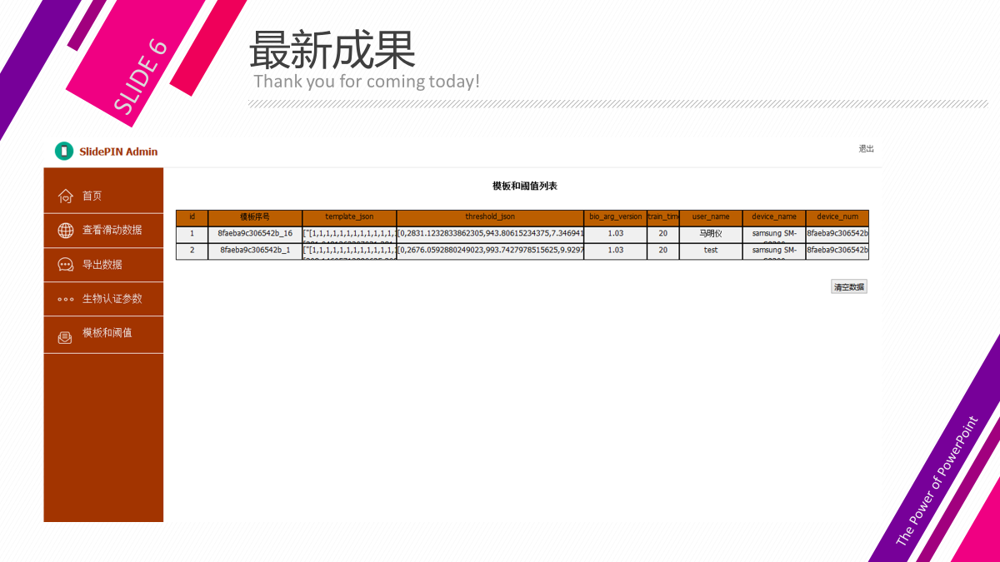 SLIDE 6
最新成果
Thank you for coming today!
SlidePIN Admin
退出
首页
查看滑动数据
导出数据
生物认证参数
模板和阈值
模板和阈值列表
id 模板序号 template_json threshold_json bio_arg_version train_time user_name device_name device_num
1 8faeba9c306542b_16 ["[1,1,1,1,1,1,1,1,1,1,1,1 [0,2831.1232833862305,943.80615234375,7.346941 1.03 20 马明仪 samsung SM- 8faeba9c306542b
2 8faeba9c306542b_1 ["[1,1,1,1,1,1,1,1,1,1,1,1 [0,2676.0592880249023,993.7427978515625,9.9297 1.03 20 test samsung SM- 8faeba9c306542b
清空数据
The Power of PowerPoint